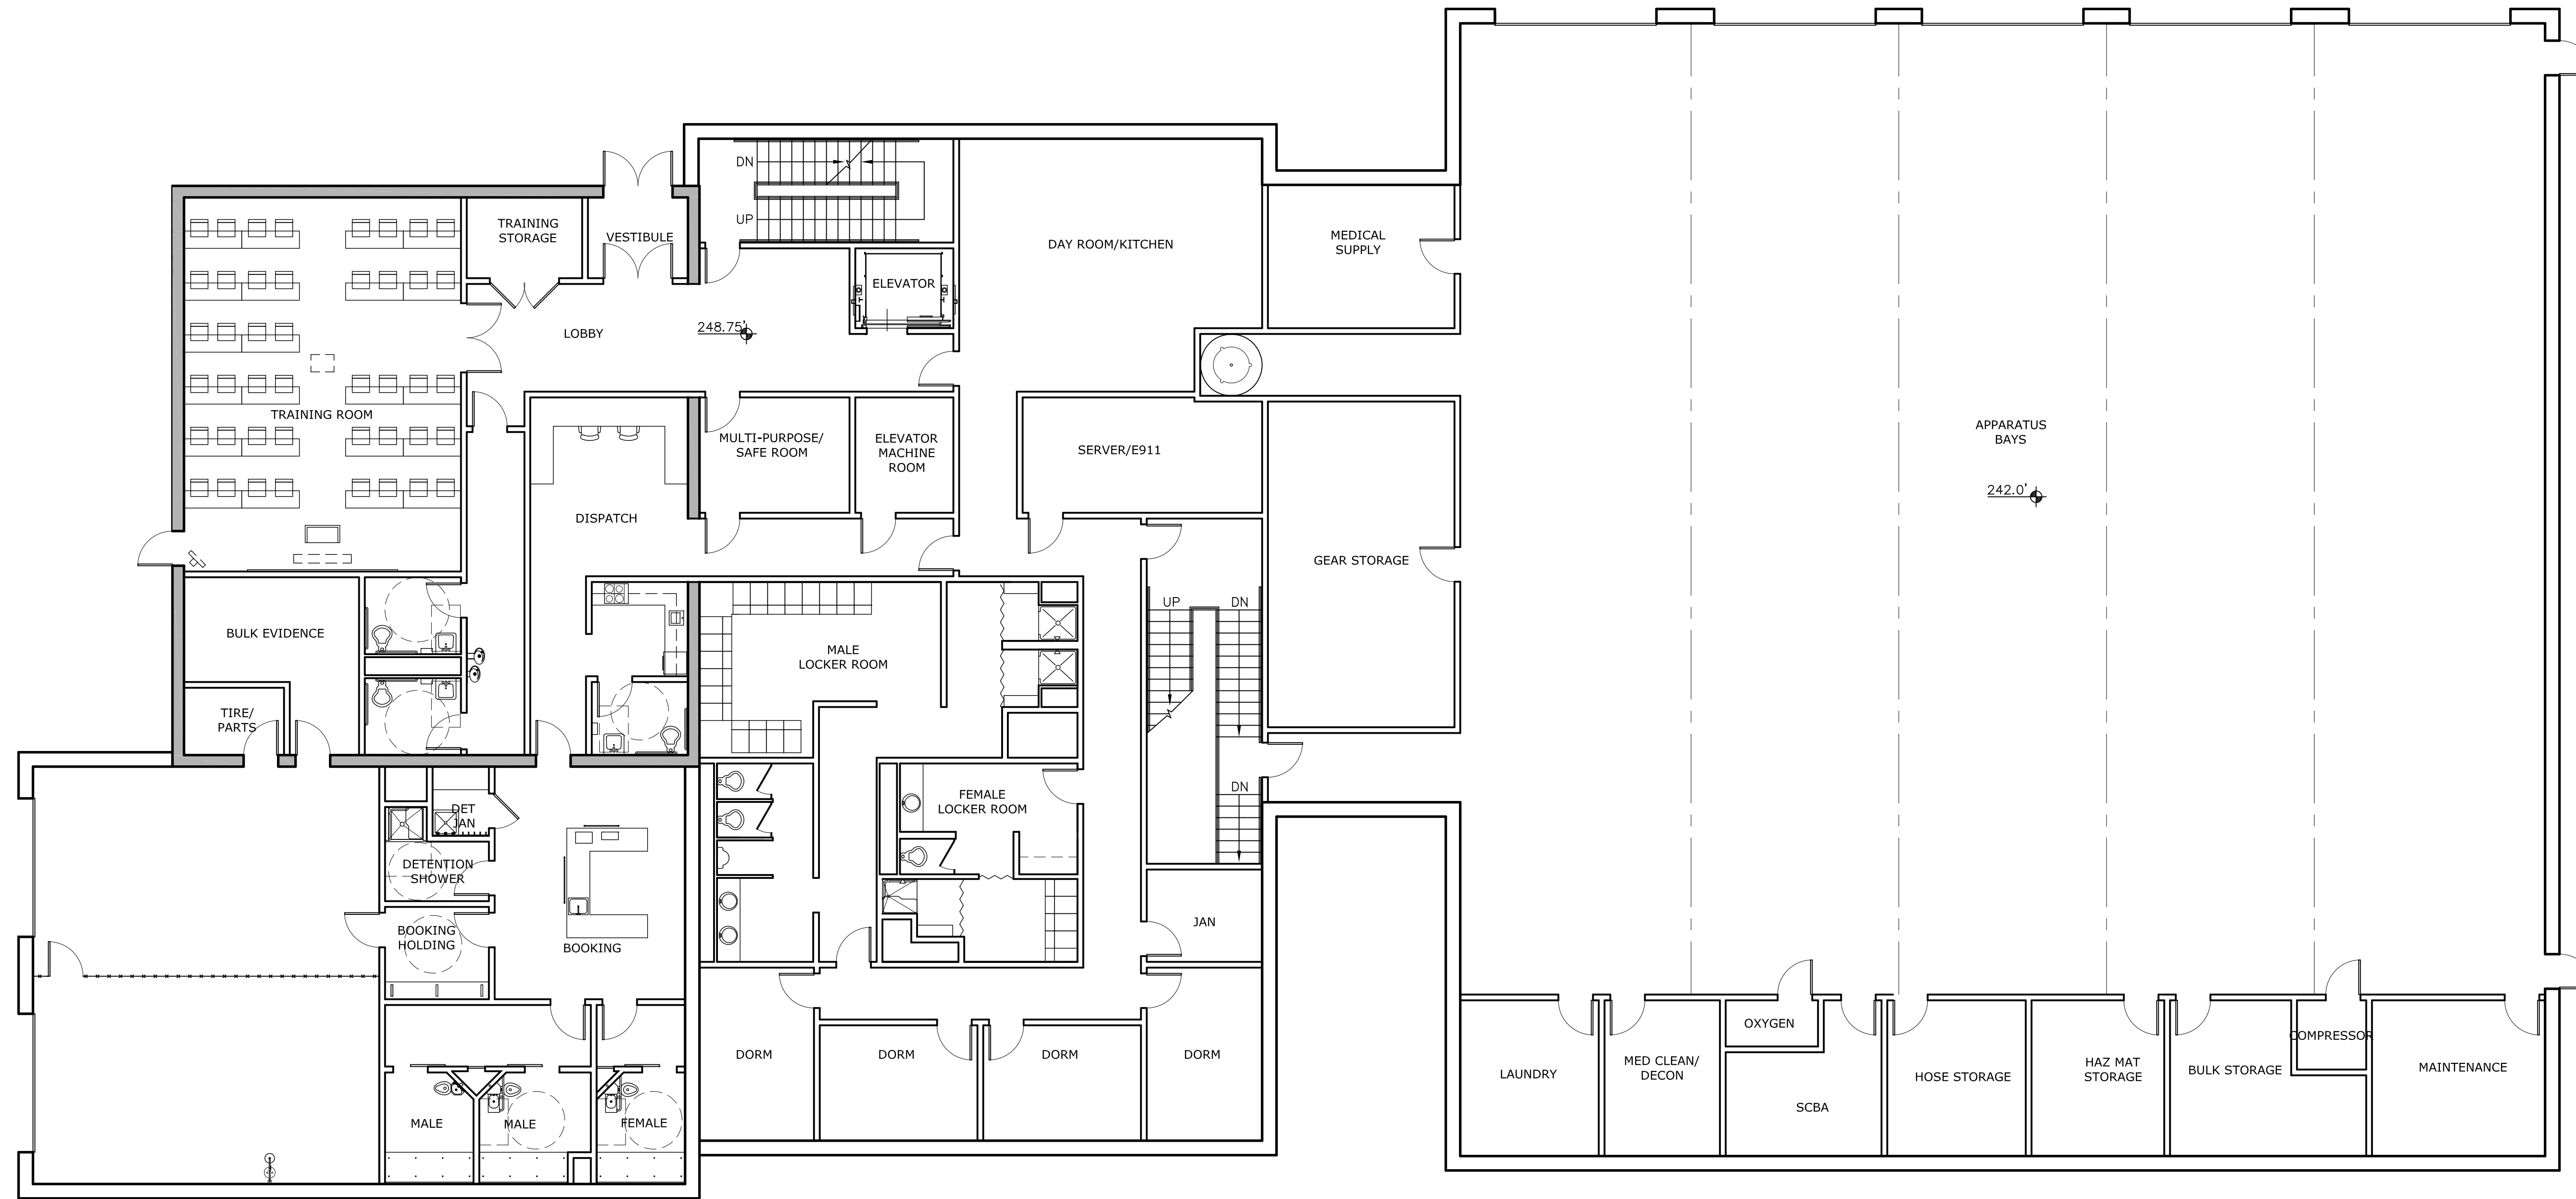 DN
UP
TRAINING
STORAGE
VESTIBULE
DAY ROOM/KITCHEN
MEDICAL
SUPPLY
ELEVATOR
LOBBY
248.75'
TRAINING ROOM
MULTI-PURPOSE/
SAFE ROOM
ELEVATOR
MACHINE
ROOM
SERVER/E911
APPARATUS
BAYS
242.0'
DISPATCH
GEAR STORAGE
UP
DN
BULK EVIDENCE
MALE
LOCKER ROOM
TIRE/
PARTS
DN
FEMALE
LOCKER ROOM
DET
JAN
DETENTION
SHOWER
BOOKING
HOLDING
BOOKING
JAN
DORM
DORM
DORM
DORM
MALE
MALE
FEMALE
LAUNDRY
MED CLEAN/
DECON
OXYGEN
SCBA
HOSE STORAGE
HAZ MAT
STORAGE
BULK STORAGE
COMPRESSOR
MAINTENANCE